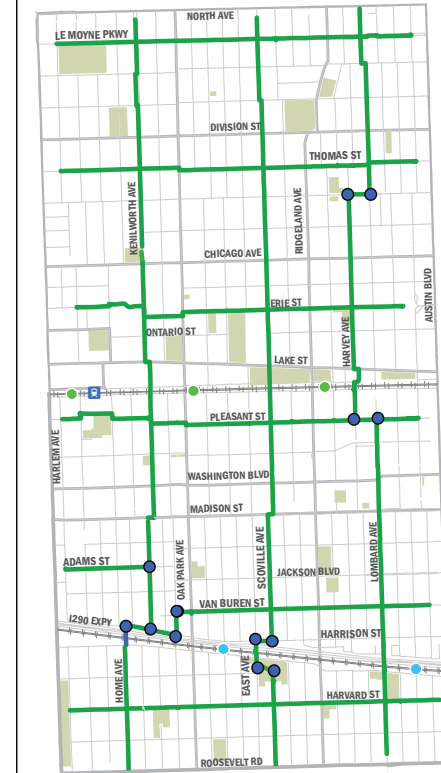 NORTH AVE
LE MOYNE PKWY
DIVISION ST
THOMAS ST
KENILWORTH AVE
RIDGELAND AVE
CHICAGO AVE
AUSTIN BLVD
ERIE ST
ONTARIO ST
HARVEY AVE
LAKE ST
PLEASANT ST
HARLEM AVE
WASHINGTON BLVD
MADISON ST
ADAMS ST
OAK PARK AVE
SCOVILLE AVE
JACKSON BLVD
LOMBARD AVE
VAN BUREN ST
I290 EXPY
HARRISON ST
HOME AVE
EAST AVE
HARVARD ST
ROOSEVELT RD